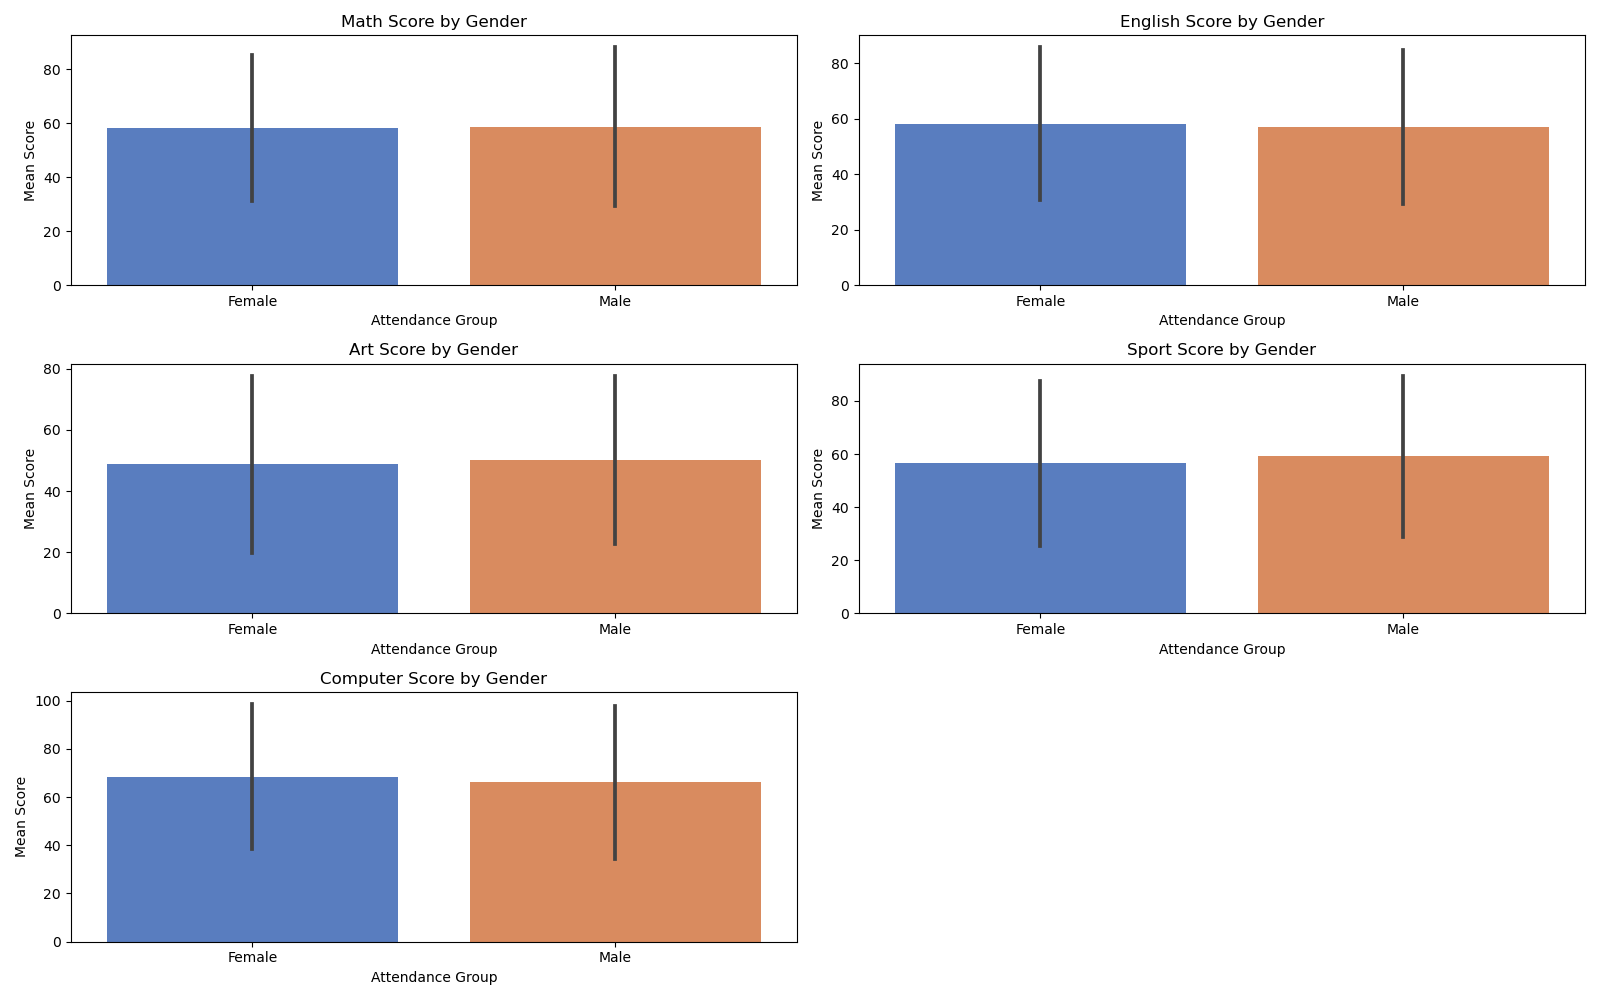 Math Score by Gender
Mean Score
80
60
40
20
0
Female Male
Attendance Group
English Score by Gender
Mean Score
80
60
40
20
0
Female Male
Attendance Group
Art Score by Gender
Mean Score
80
60
40
20
0
Female Male
Attendance Group
Sport Score by Gender
Mean Score
80
60
40
20
0
Female Male
Attendance Group
Computer Score by Gender
Mean Score
100
80
60
40
20
0
Female Male
Attendance Group